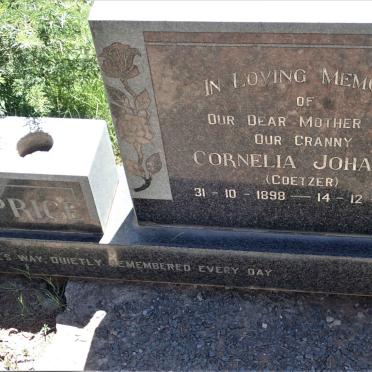 IN LOVING MEMO
OF
OUR DEAR MOTHER
OUR GRANNY
CORNELIA JOHA
(COETZER)
31-10-1898 — 14-12
PRICE
S WAY, QUIETLY REMEMBERED EVERY DAY